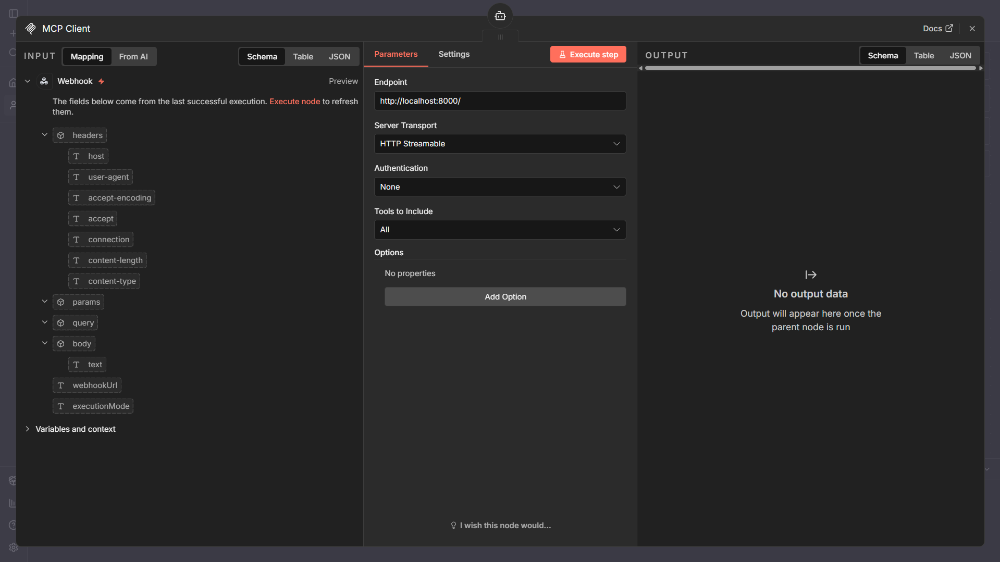 MCP Client
Docs
INPUT
Mapping
From AI
Schema
Table
JSON
Webhook
Preview
The fields below come from the last successful execution. Execute node to refresh
them.
headers
T host
T user-agent
T accept-encoding
T accept
T connection
T content-length
T content-type
params
query
body
T text
T webhookUrl
T executionMode
Variables and context
Parameters
Settings
Execute step
Endpoint
http://localhost:8000/
Server Transport
HTTP Streamable
Authentication
None
Tools to Include
All
Options
No properties
Add Option
I wish this node would...
OUTPUT
Schema
Table
JSON
No output data
Output will appear here once the
parent node is run